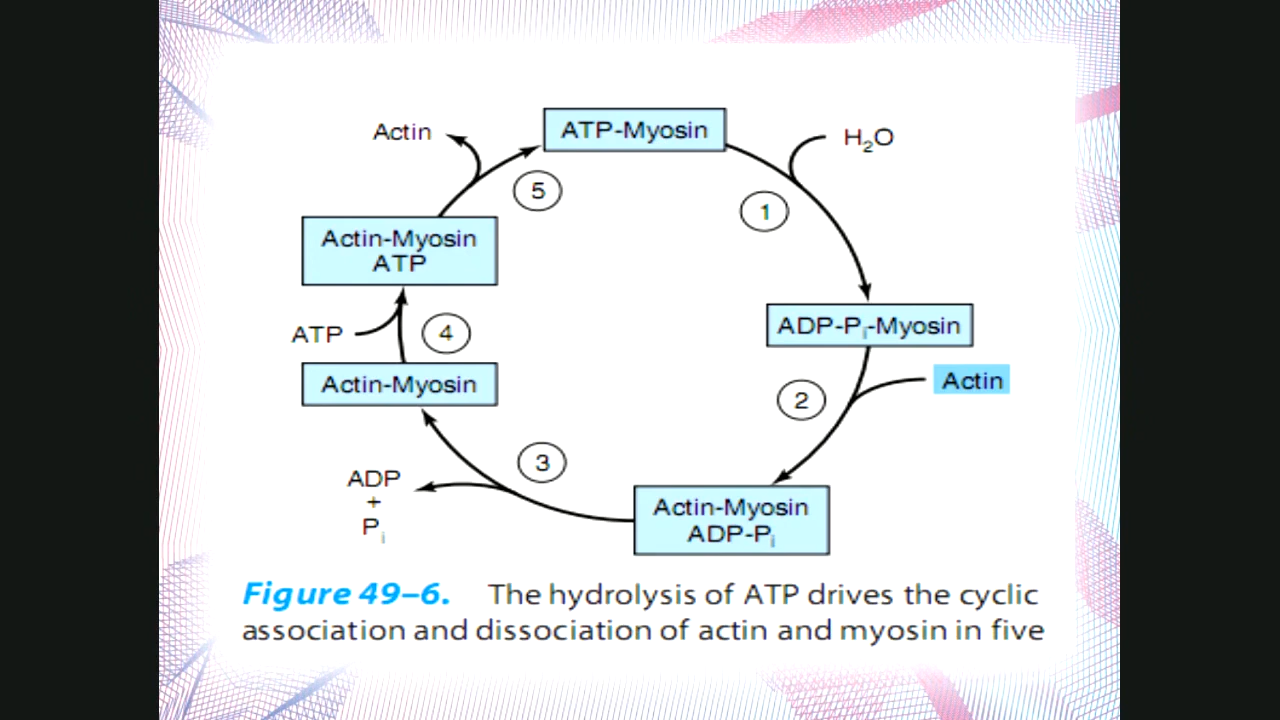 ATP-Myosin
Actin
H₂O
5
1
Actin-Myosin
ATP
ADP-Pᵢ-Myosin
ATP
4
Actin-Myosin
Actin
2
3
ADP
+
Pᵢ
Actin-Myosin
ADP-Pᵢ
Figure 49–6. The hydrolysis of ATP drives the cyclic
association and dissociation of actin and myosin in five